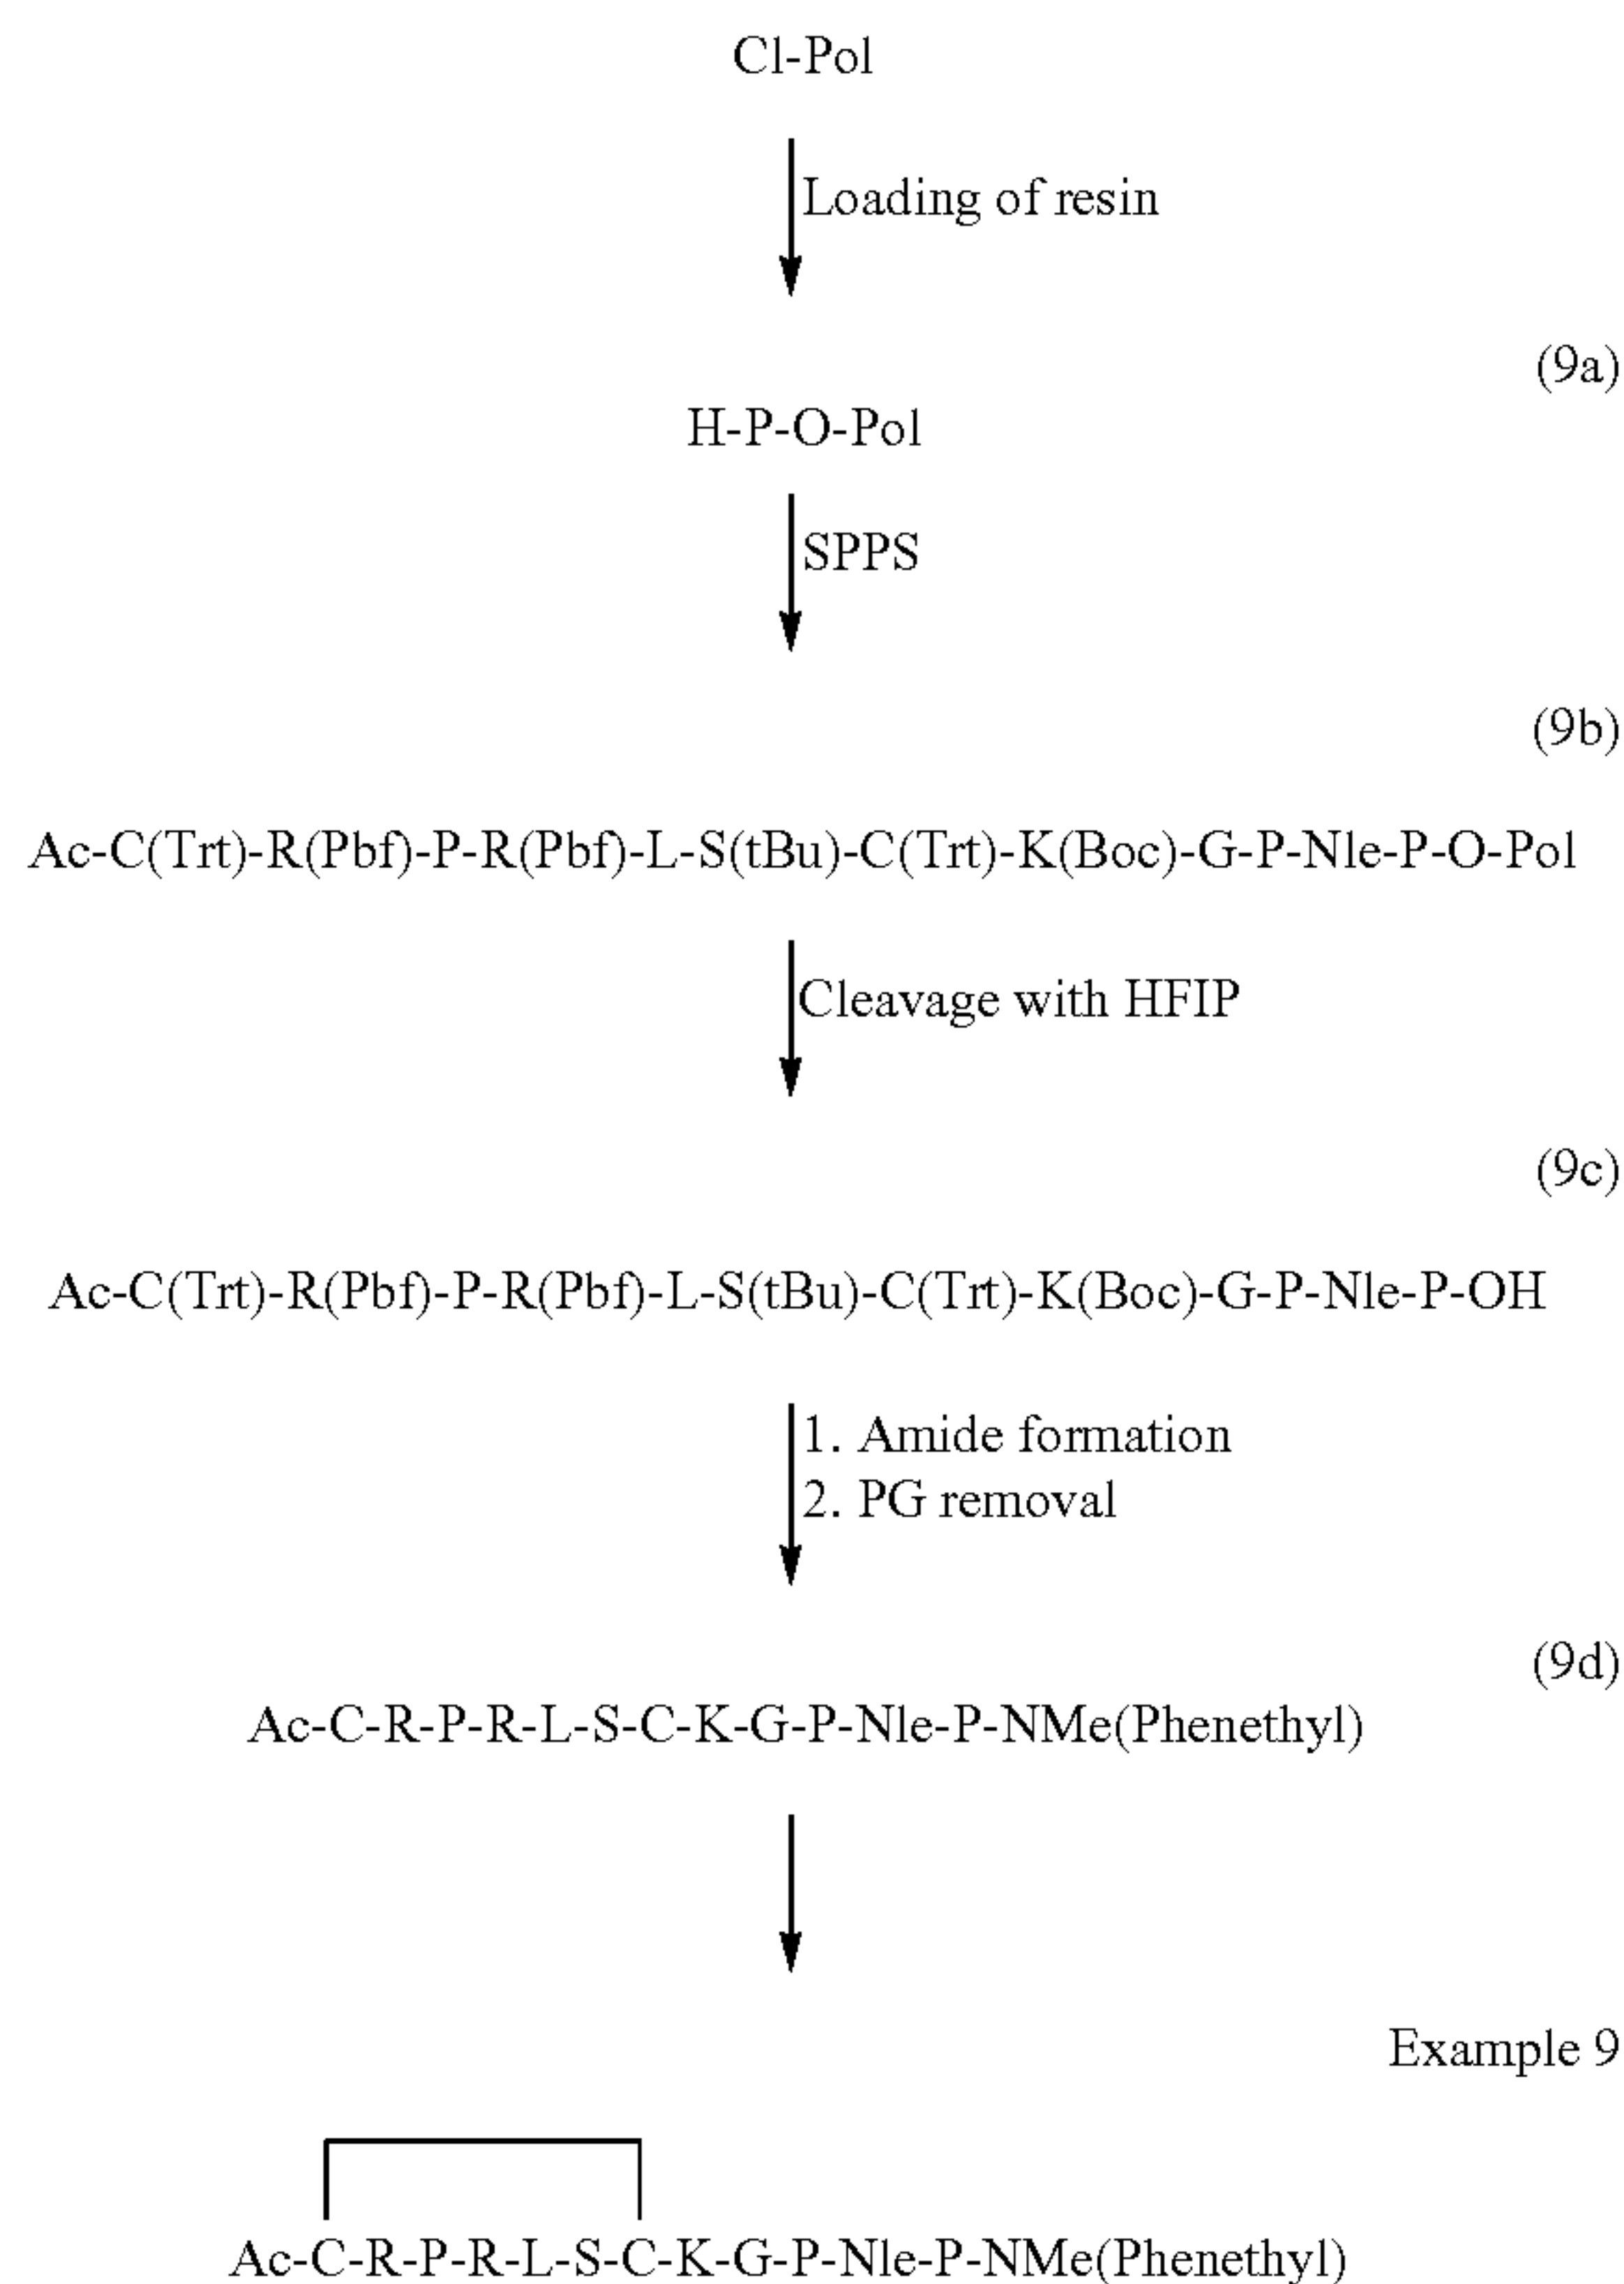 Cl-Pol
Loading of resin
(9a)
H-P-O-Pol
SPPS
(9b)
Ac-C(Trt)-R(Pbf)-P-R(Pbf)-L-S(tBu)-C(Trt)-K(Boc)-G-P-Nle-P-O-Pol
Cleavage with HFIP
(9c)
Ac-C(Trt)-R(Pbf)-P-R(Pbf)-L-S(tBu)-C(Trt)-K(Boc)-G-P-Nle-P-OH
1. Amide formation
2. PG removal
(9d)
Ac-C-R-P-R-L-S-C-K-G-P-Nle-P-NMe(Phenethyl)
Example 9
Ac-C-R-P-R-L-S-C-K-G-P-Nle-P-NMe(Phenethyl)